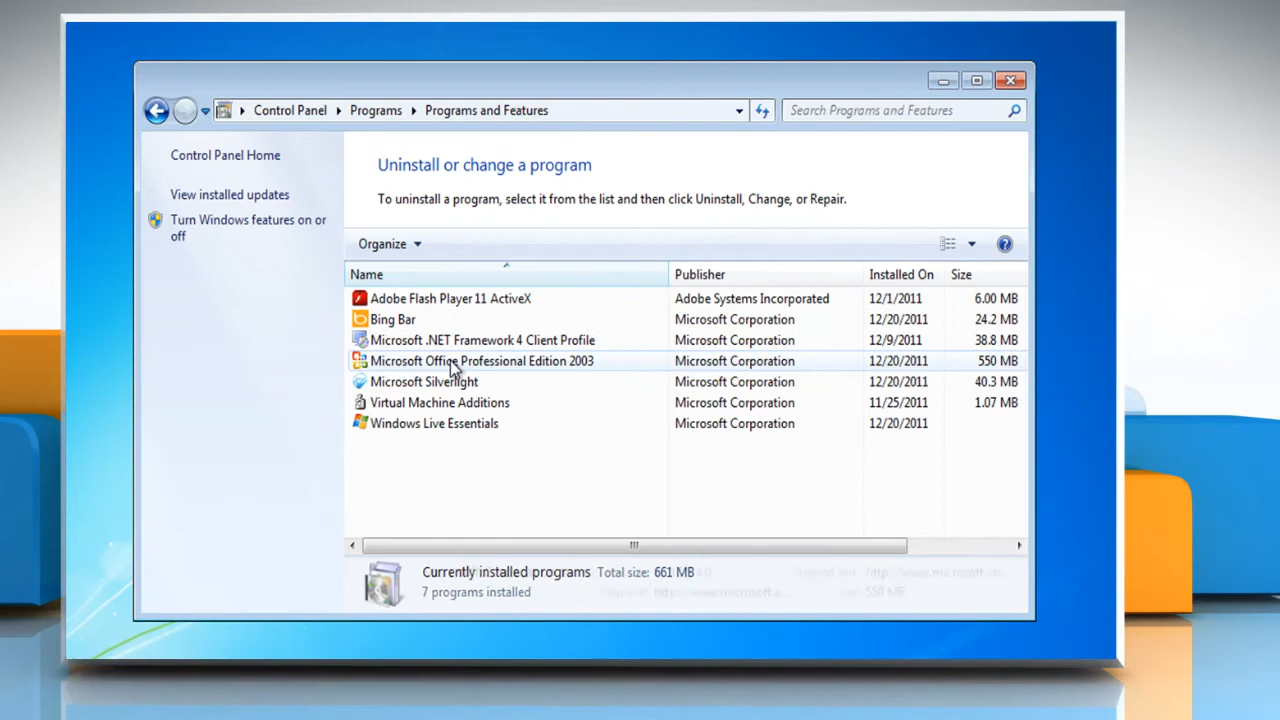 Control Panel Programs Programs and Features
Search Programs and Features
Control Panel Home
View installed updates
Turn Windows features on or
off
Uninstall or change a program
To uninstall a program, select it from the list and then click Uninstall, Change, or Repair.
Organize
Name Publisher Installed On Size
Adobe Flash Player 11 ActiveX Adobe Systems Incorporated 12/1/2011 6.00 MB
Bing Bar Microsoft Corporation 12/20/2011 24.2 MB
Microsoft .NET Framework 4 Client Profile Microsoft Corporation 12/9/2011 38.8 MB
Microsoft Office Professional Edition 2003 Microsoft Corporation 12/20/2011 550 MB
Microsoft Silverlight Microsoft Corporation 12/20/2011 40.3 MB
Virtual Machine Additions Microsoft Corporation 11/25/2011 1.07 MB
Windows Live Essentials Microsoft Corporation 12/20/2011
Currently installed programs Total size: 661 MB
7 programs installed